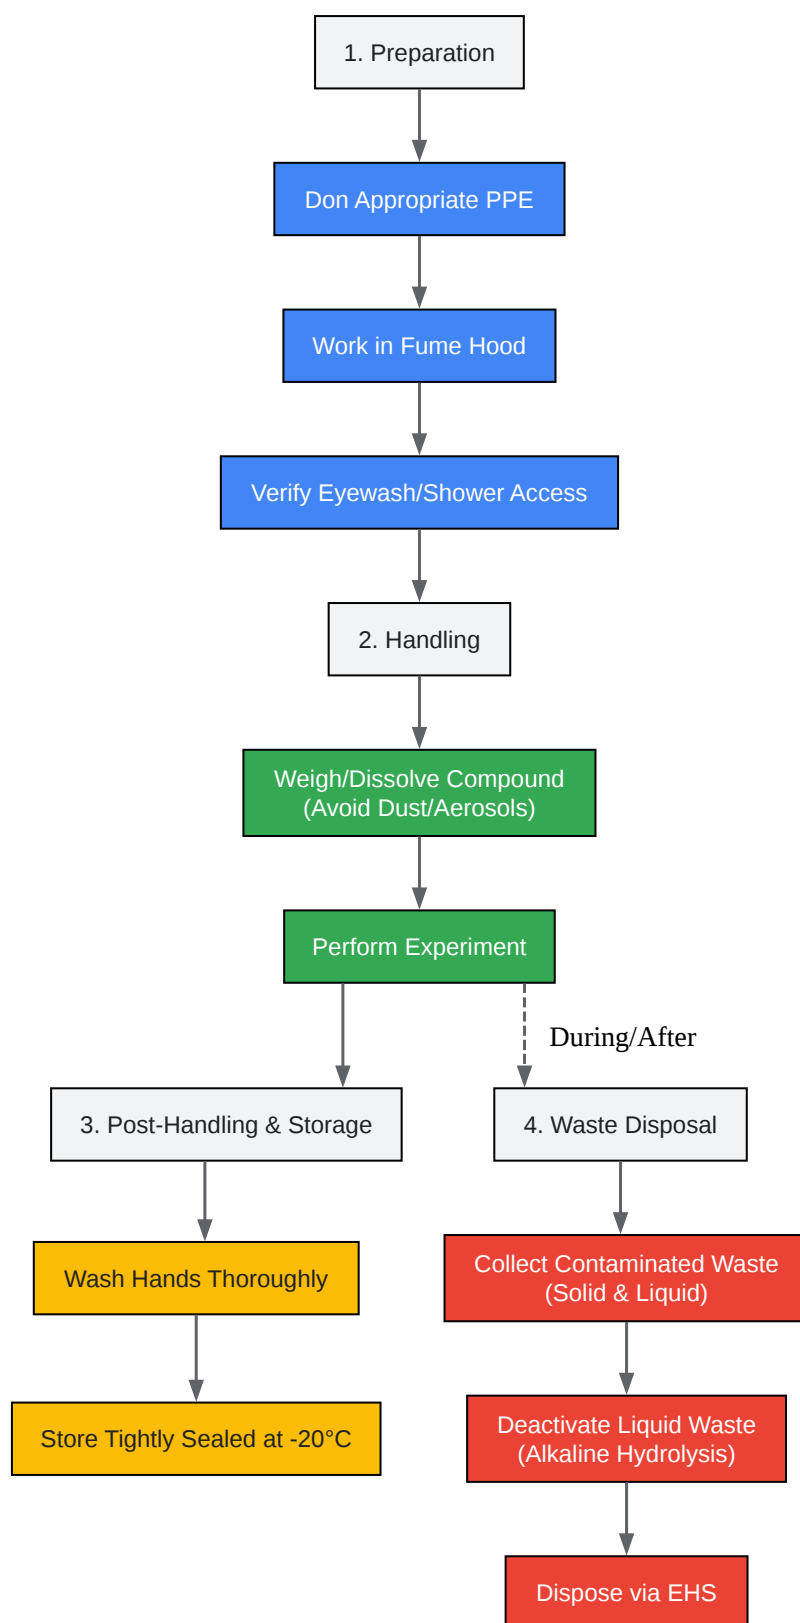 1. Preparation
Don Appropriate PPE
Work in Fume Hood
Verify Eyewash/Shower Access
2. Handling
Weigh/Dissolve Compound
(Avoid Dust/Aerosols)
Perform Experiment
During/After
3. Post-Handling & Storage
4. Waste Disposal
Wash Hands Thoroughly
Collect Contaminated Waste
(Solid & Liquid)
Store Tightly Sealed at -20°C
Deactivate Liquid Waste
(Alkaline Hydrolysis)
Dispose via EHS